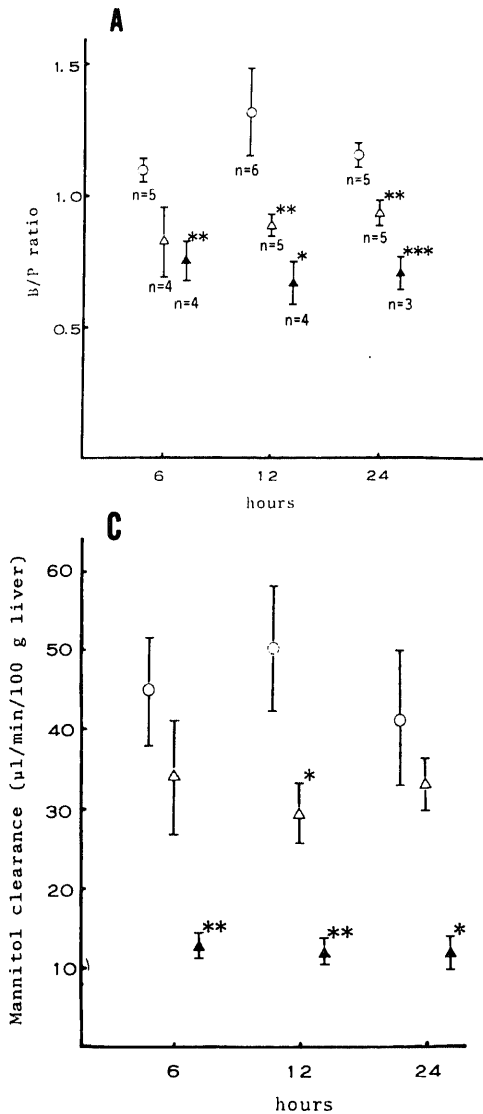 A
1.5
1.0
0.5
B/P ratio
n=5
n=6
n=5
**
**
**
***
n=5
n=5
*
n=4
n=4
n=4
n=3
6
12
24
hours
C
60
50
40
30
20
10
Mannitol clearance (µl/min/100 g liver)
*
**
**
*
6
12
24
hours